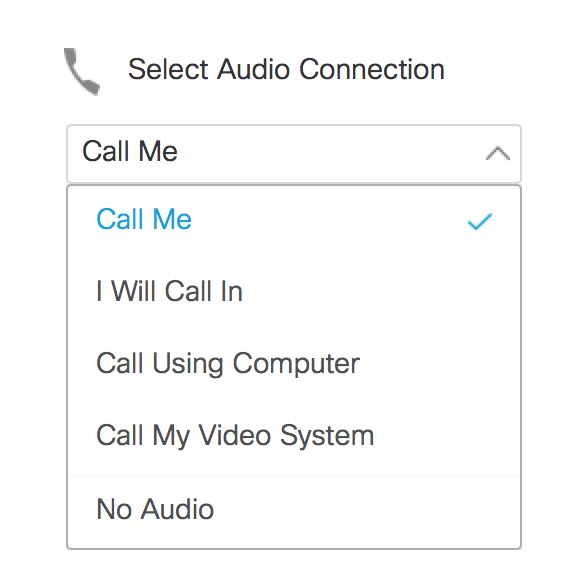 Select Audio Connection
Call Me
Call Me
I Will Call In
Call Using Computer
Call My Video System
No Audio